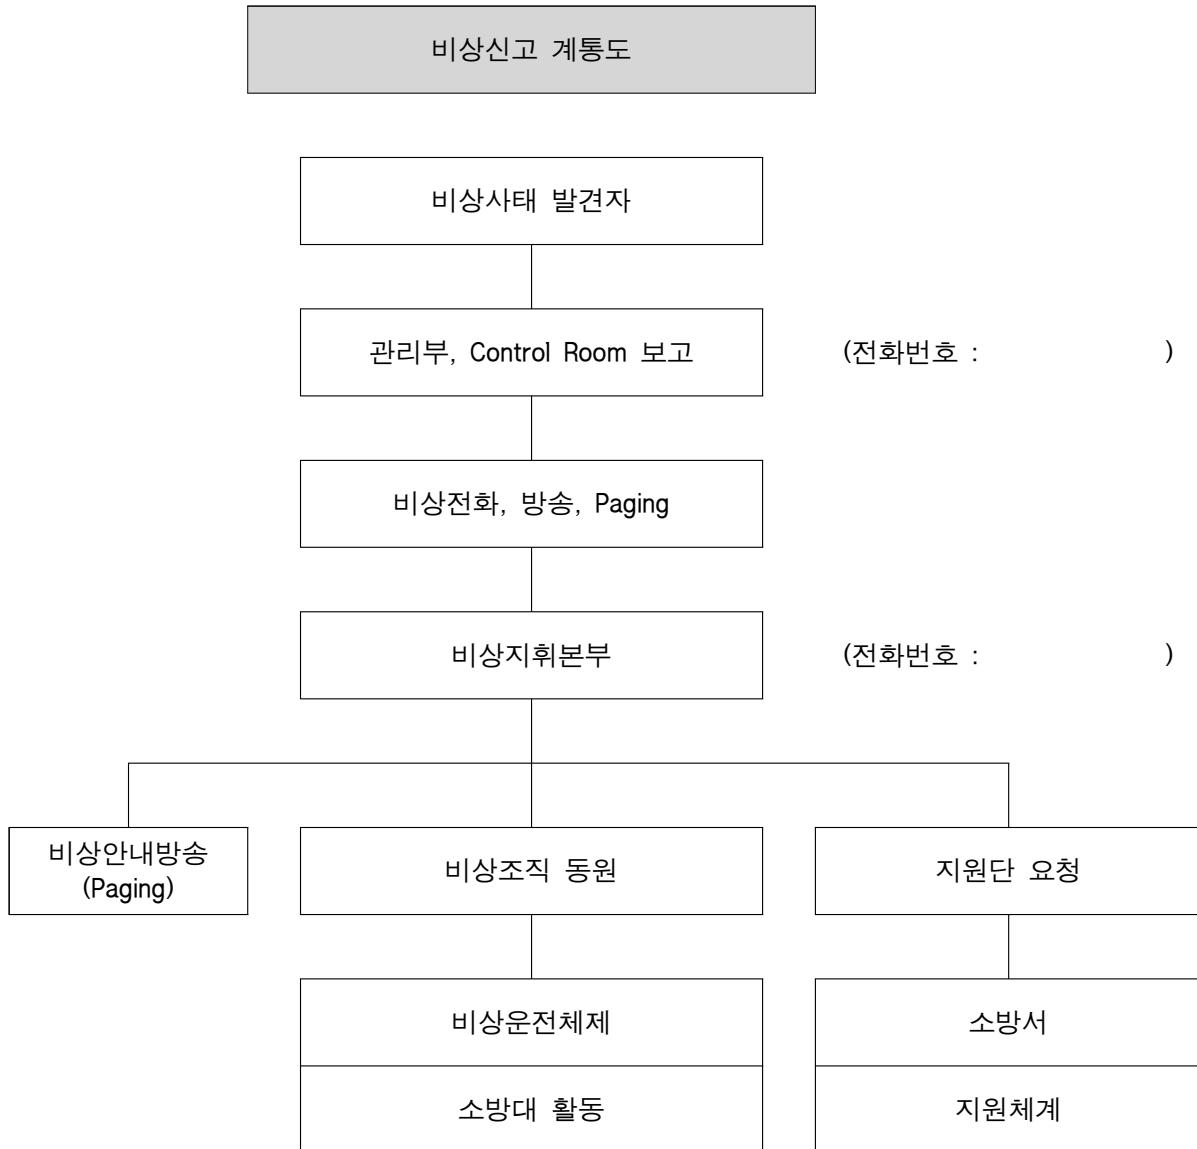 비상신고 계통도
비상사태 발견자
관리부, Control Room 보고
(전화번호 : )
비상전화, 방송, Paging
비상지휘본부
(전화번호 : )
비상안내방송
(Paging)
비상조직 동원
지원단 요청
비상운전체제
소방서
소방대 활동
지원체계